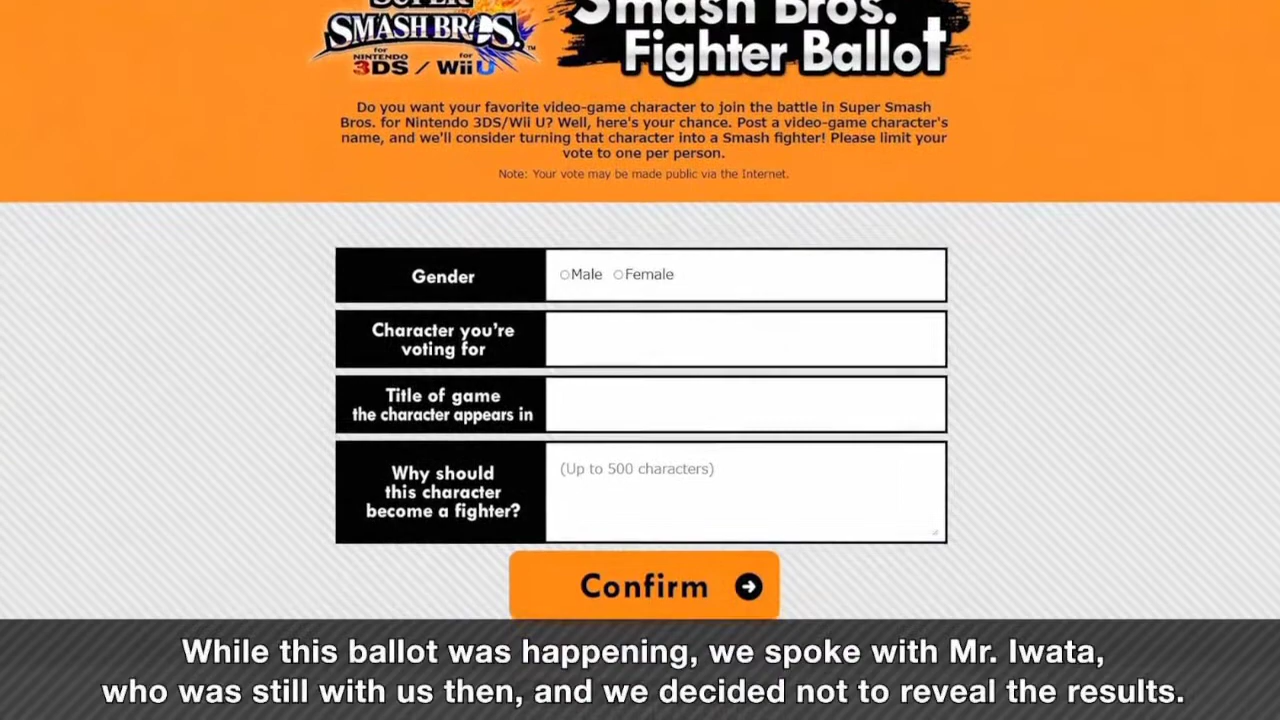 SUPER
SMASH BROS.™
for NINTENDO 3DS / for Wii U
Smash Bros.
Fighter Ballot
Do you want your favorite video-game character to join the battle in Super Smash
Bros. for Nintendo 3DS/Wii U? Well, here's your chance. Post a video-game character's
name, and we'll consider turning that character into a Smash fighter! Please limit your
vote to one per person.
Note: Your vote may be made public via the Internet.
Gender
Male Female
Character you're
voting for
Title of game
the character appears in
Why should
this character
become a fighter?
(Up to 500 characters)
Confirm
While this ballot was happening, we spoke with Mr. Iwata,
who was still with us then, and we decided not to reveal the results.